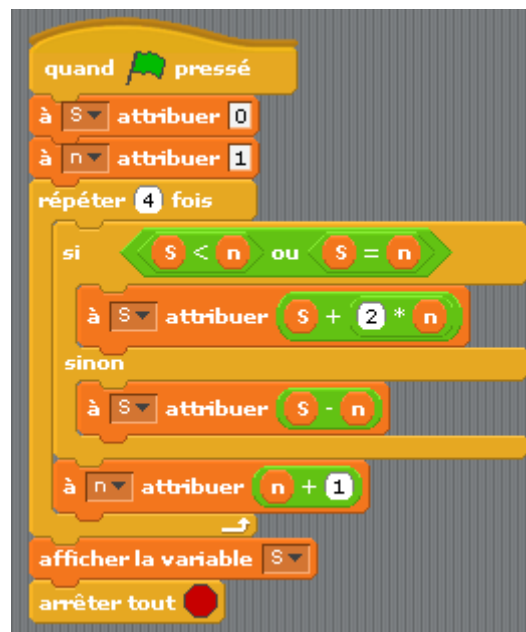 quand pressé
à S attribuer 0
à n attribuer 1
répéter 4 fois
si S < n ou S = n
à S attribuer S + 2 * n
sinon
à S attribuer S - n
à n attribuer n + 1
afficher la variable S
arrêter tout